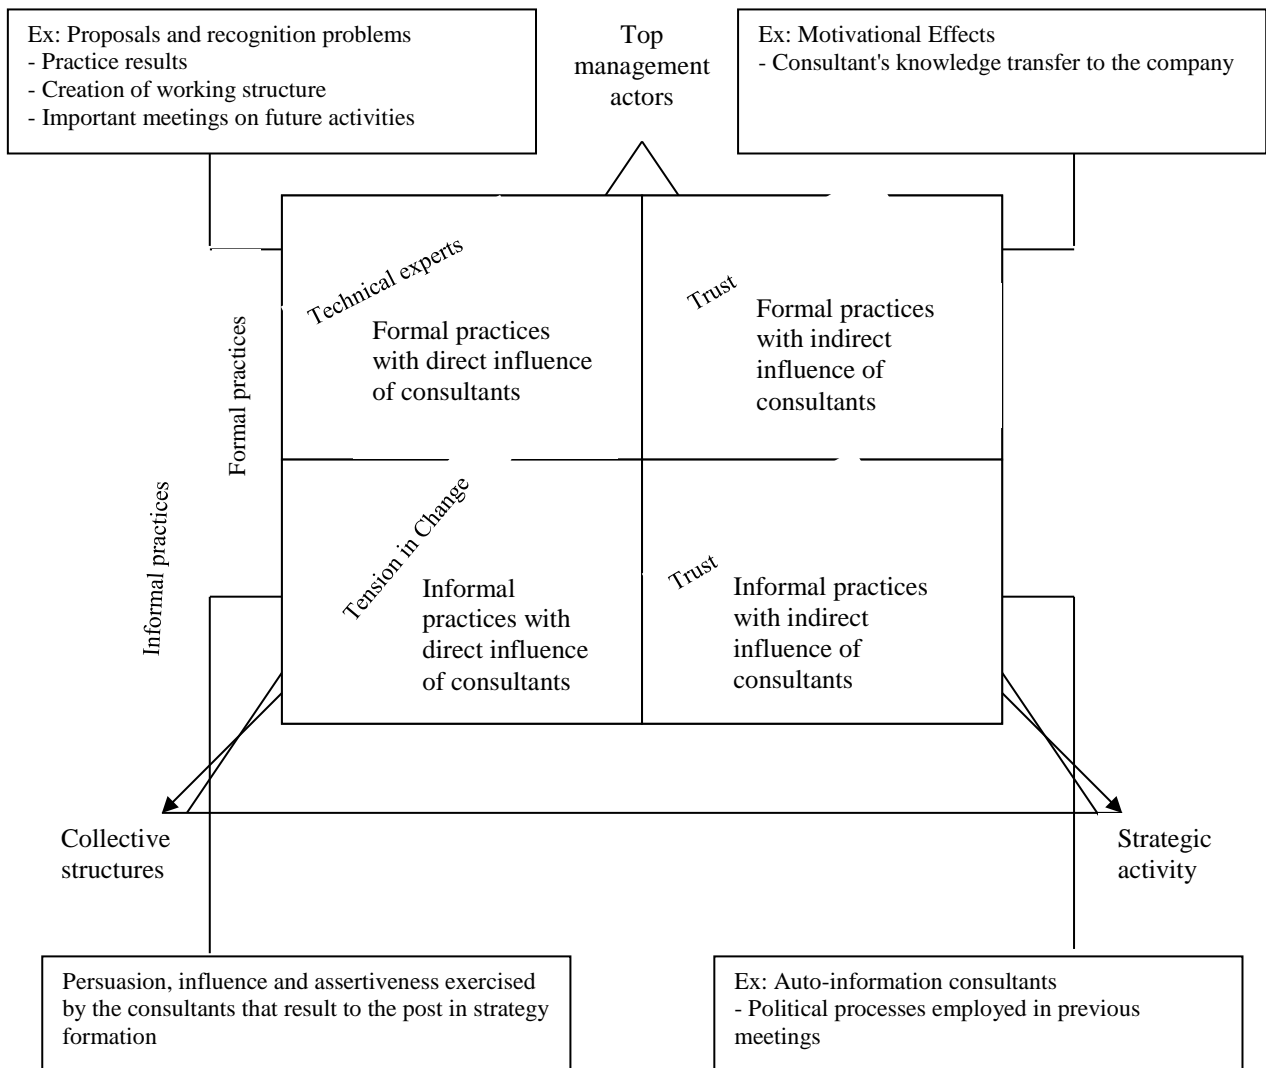 Ex: Proposals and recognition problems
- Practice results
- Creation of working structure
- Important meetings on future activities
Top
management
actors
Ex: Motivational Effects
- Consultant's knowledge transfer to the company
Technical experts
Formal practices
with direct influence
of consultants
Trust
Formal practices
with indirect
influence of
consultants
Formal practices
Informal practices
Tension in Change
Informal
practices with
direct influence
of consultants
Trust
Informal practices
with indirect
influence of
consultants
Collective
structures
Strategic
activity
Persuasion, influence and assertiveness exercised
by the consultants that result to the post in strategy
formation
Ex: Auto-information consultants
- Political processes employed in previous
meetings